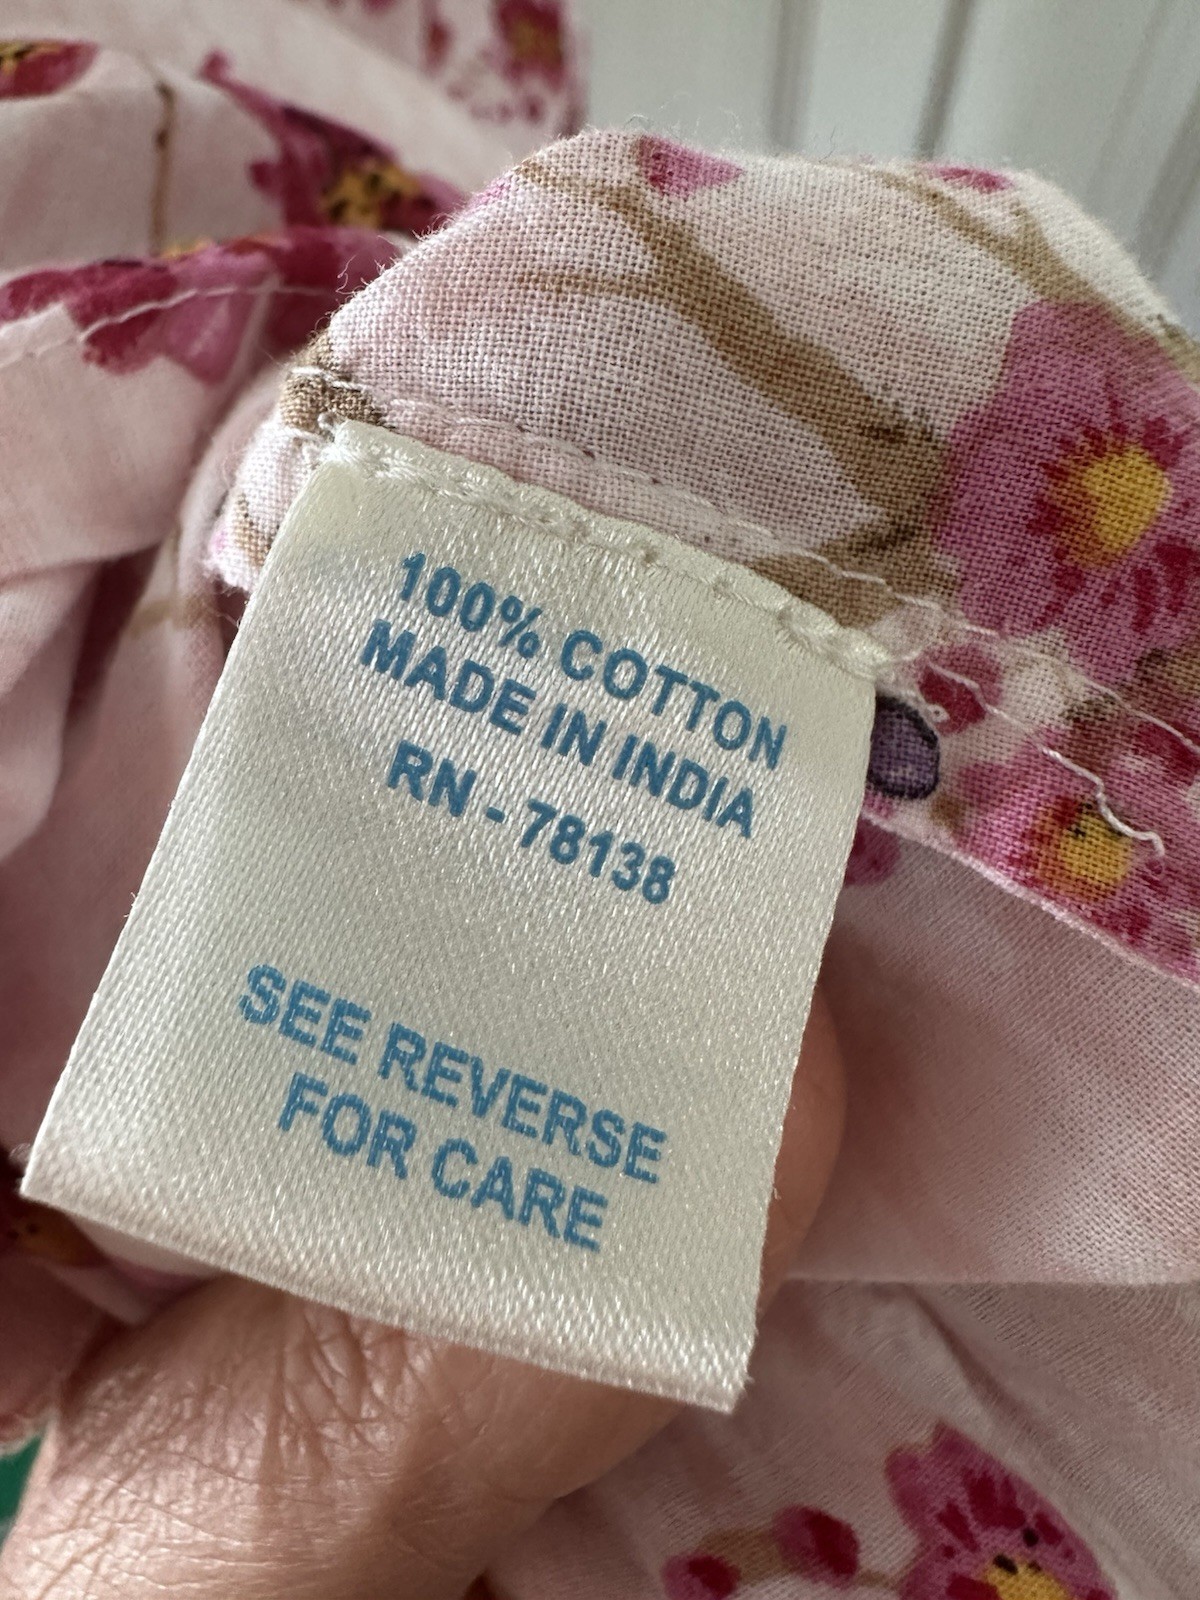 100% COTTON
MADE IN INDIA
RN - 78138
SEE REVERSE
FOR CARE